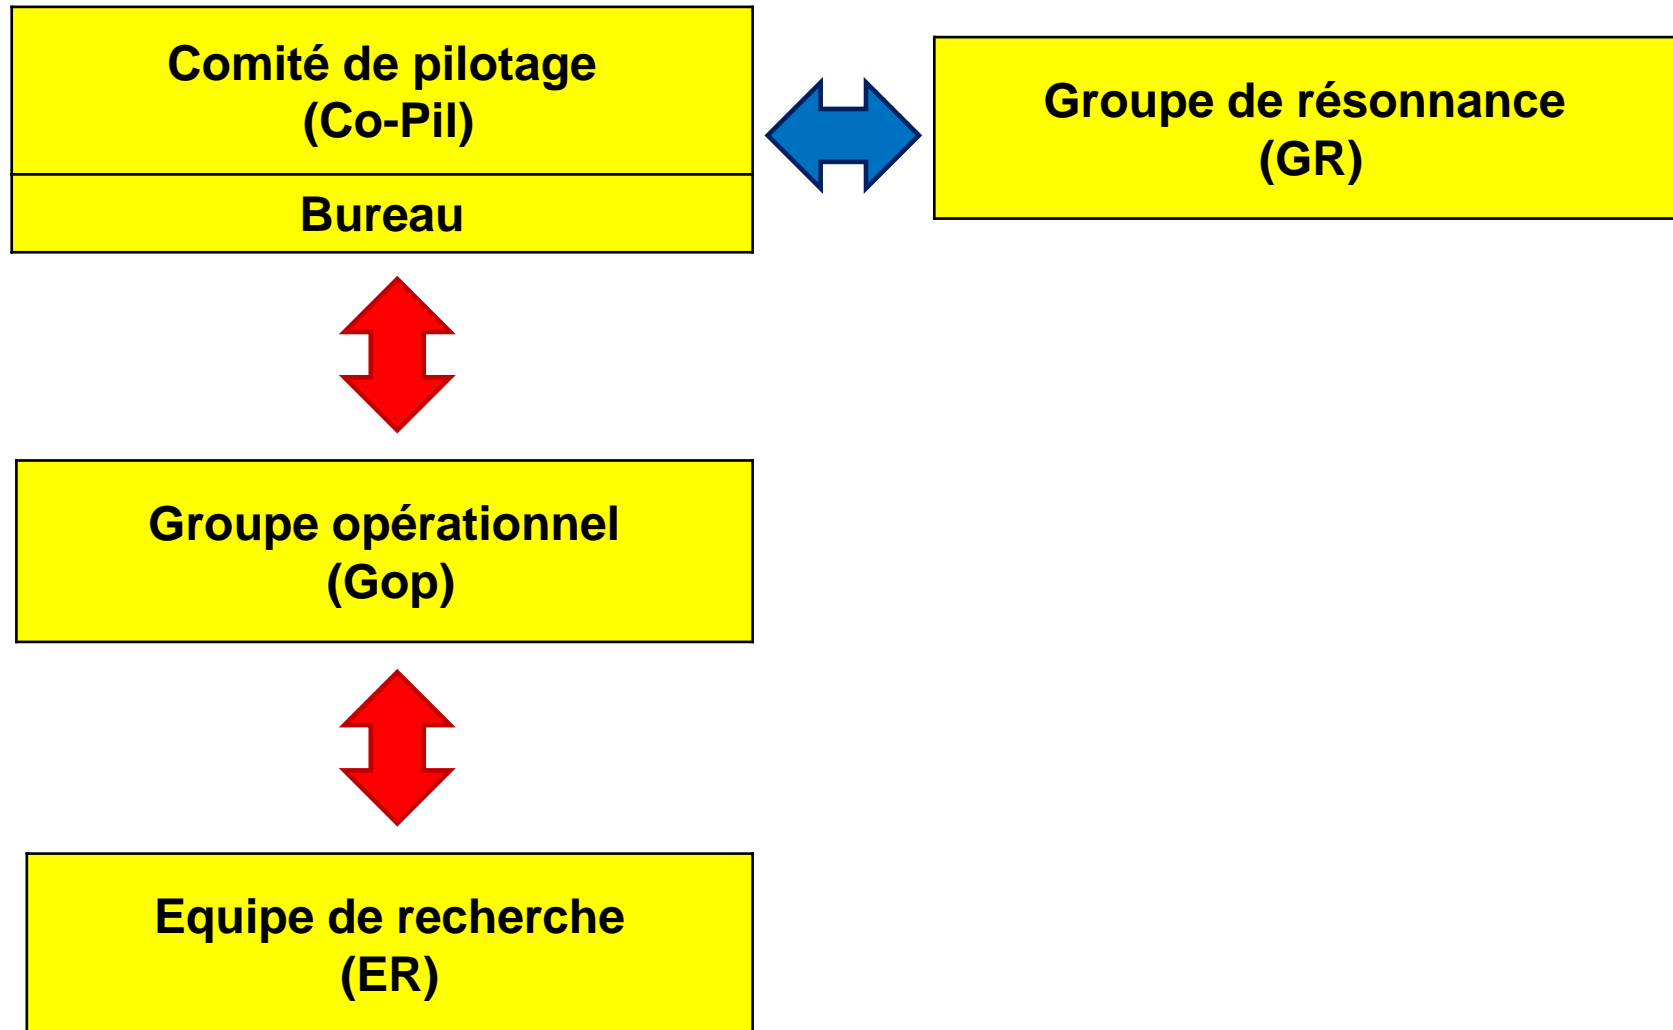 Comité de pilotage
(Co-Pil)
Bureau
Groupe de résonnance
(GR)
Groupe opérationnel
(Gop)
Equipe de recherche
(ER)